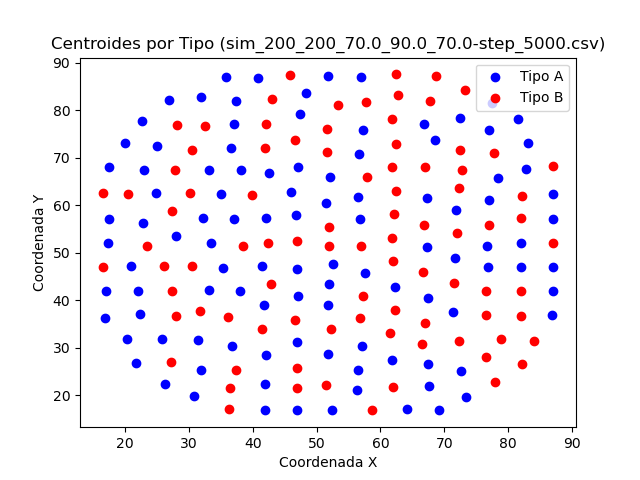 Centroides por Tipo (sim_200_200_70.0_90.0_70.0-step_5000.csv)
Tipo A
Tipo B
90
80
70
60
50
40
30
20
Coordenada Y
20 30 40 50 60 70 80 90
Coordenada X